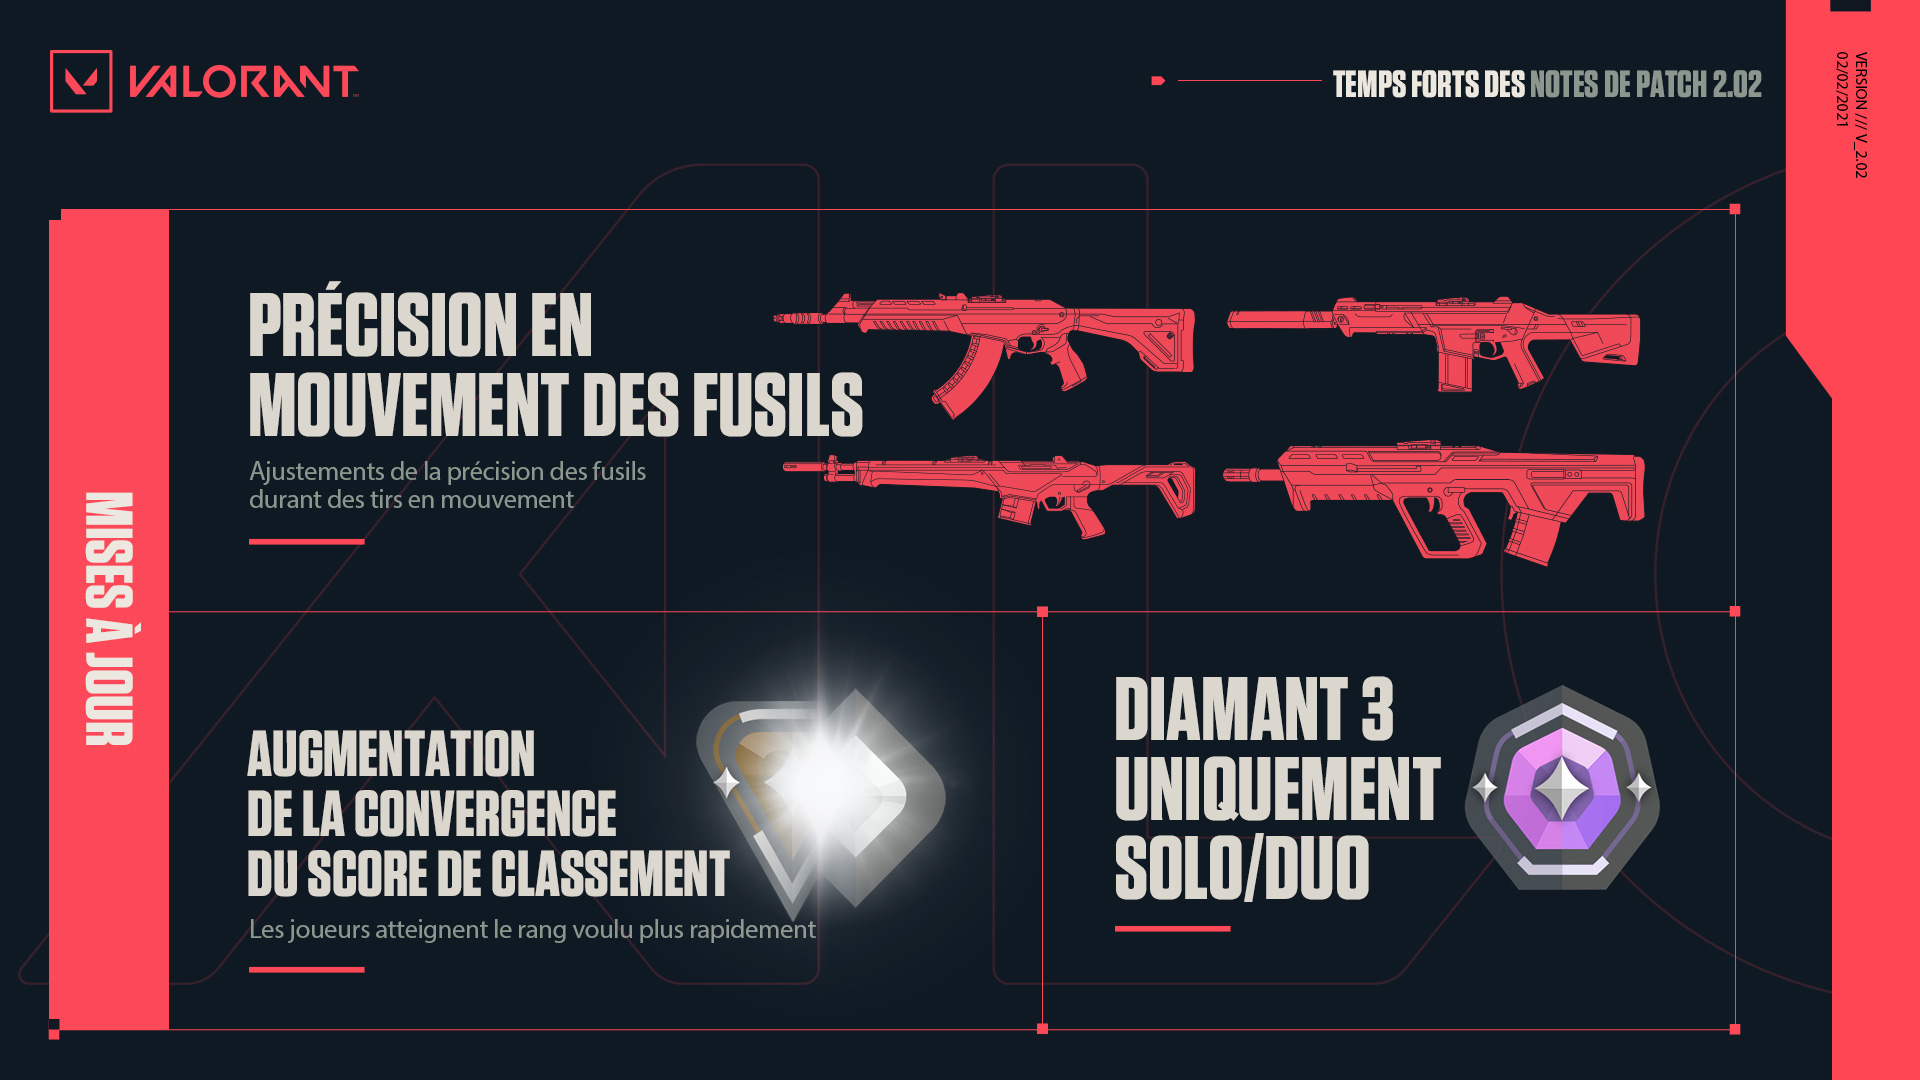 VALORANT
TEMPS FORTS DES NOTES DE PATCH 2.02
VERSION /// V_2.02
02/02/2021
MISES À JOUR
PRÉCISION EN
MOUVEMENT DES FUSILS
Ajustements de la précision des fusils
durant des tirs en mouvement
AUGMENTATION
DE LA CONVERGENCE
DU SCORE DE CLASSEMENT
Les joueurs atteignent le rang voulu plus rapidement
DIAMANT 3
UNIQUEMENT
SOLO/DUO